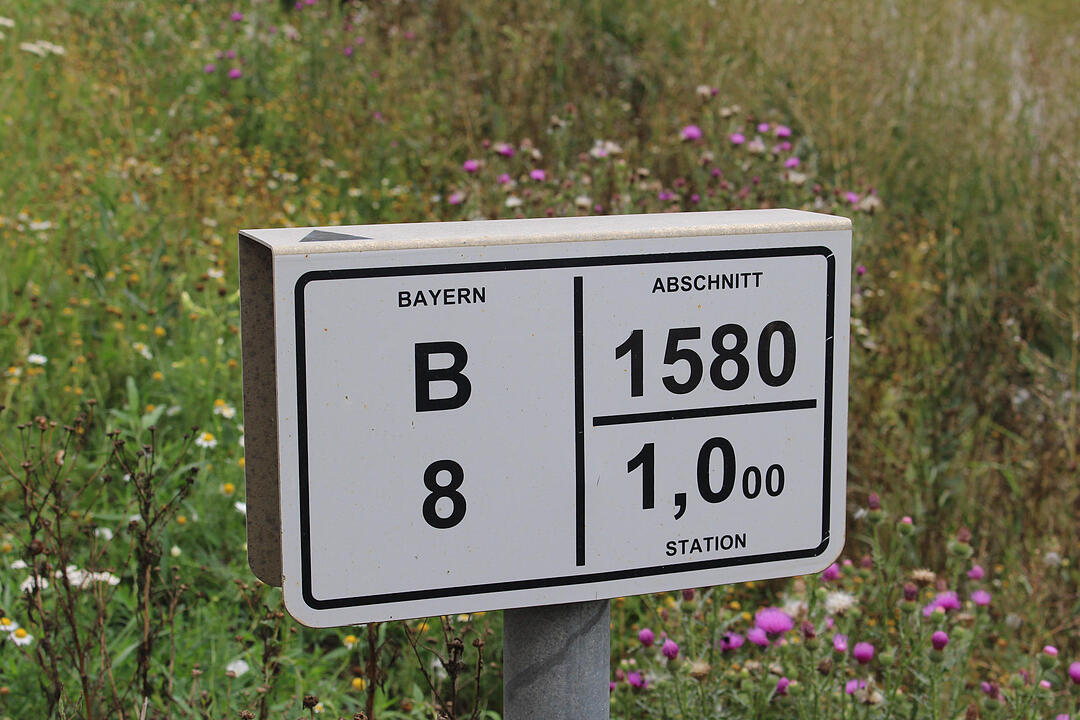 BAYERN
B
8
ABSCHNITT
1580
1,000
STATION